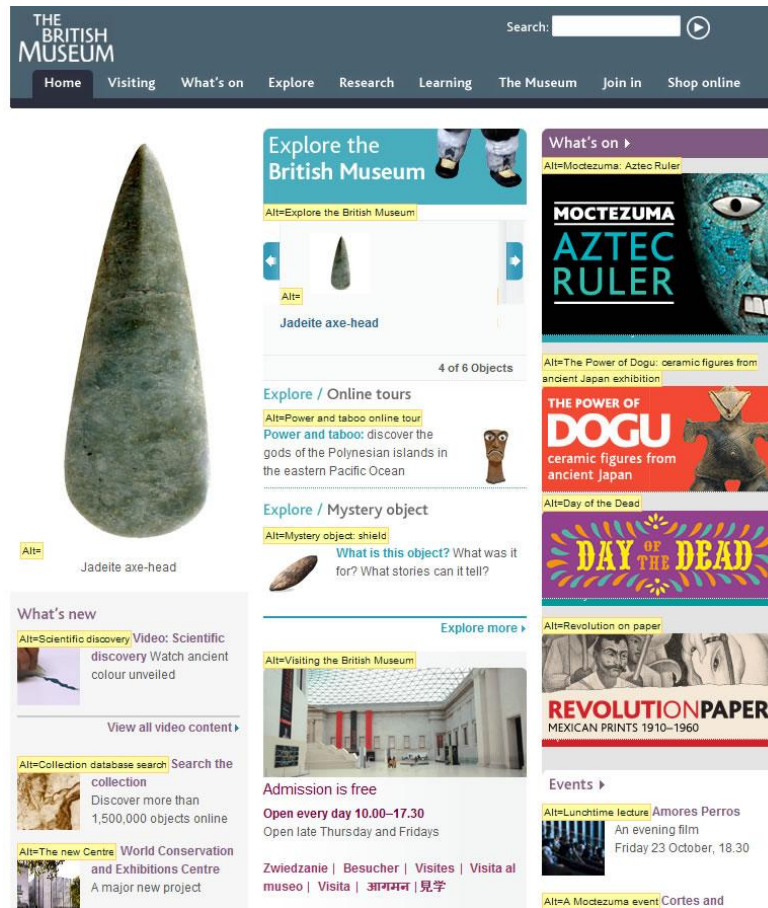 THE
BRITISH
MUSEUM
Search:
Home Visiting What's on Explore Research Learning The Museum Join in Shop online
Alt=
Jadeite axe-head
What's new
Alt=Scientific discovery Video: Scientific
discovery Watch ancient
colour unveiled
View all video content
Alt=Collection database search Search the
collection
Discover more than
1,500,000 objects online
Alt=The new Centre World Conservation
and Exhibitions Centre
A major new project
Explore the
British Museum
Alt=Explore the British Museum
Alt=
Jadeite axe-head
4 of 6 Objects
Explore / Online tours
Alt=Power and taboo online tour
Power and taboo: discover the
gods of the Polynesian islands in
the eastern Pacific Ocean
Explore / Mystery object
Alt=Mystery object: shield
What is this object? What was it
for? What stories can it tell?
Explore more
Alt=Visiting the British Museum
Admission is free
Open every day 10.00–17.30
Open late Thursday and Fridays
Zwiedzanie | Besucher | Visites | Visita al
museo | Visita | आगमन | 見学
What's on
Alt=Moctezuma: Aztec Ruler
MOCTEZUMA
AZTEC
RULER
Alt=The Power of Dogu: ceramic figures from
ancient Japan exhibition
THE POWER OF
DOGU
ceramic figures from
ancient Japan
Alt=Day of the Dead
DAY OF THE DEAD
Alt=Revolution on paper
REVOLUTIONPAPER
MEXICAN PRINTS 1910–1960
Events
Alt=Lunchtime lecture Amores Perros
An evening film
Friday 23 October, 18.30
Alt=A Moctezuma event Cortes and